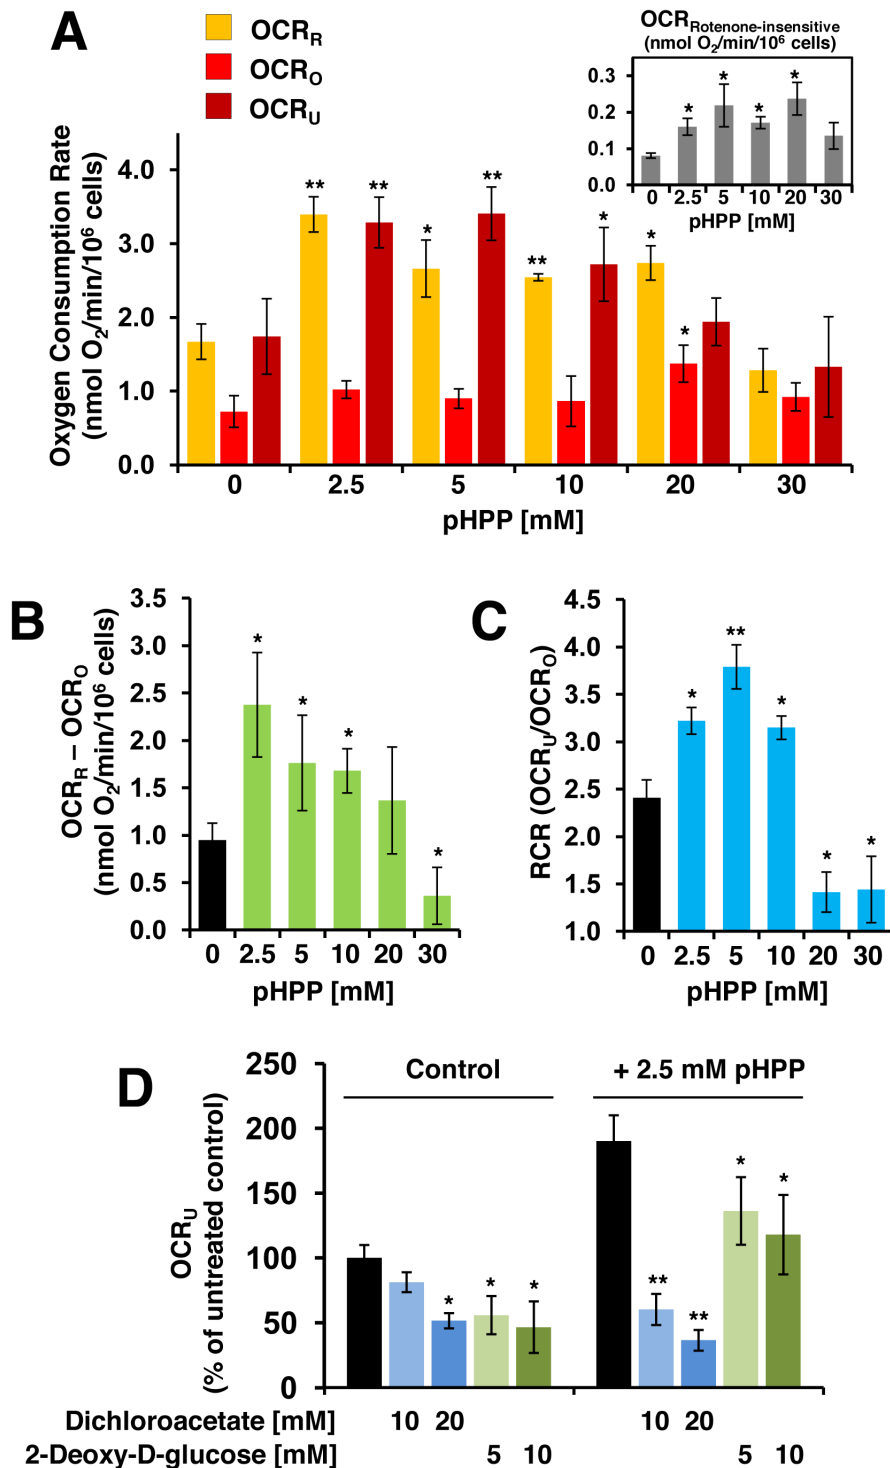 A
OCR_R
OCR_O
OCR_U
OCR_Rotenone-insensitive
(nmol O₂/min/10⁶ cells)
0.3
0.2
0.1
0.0
* * * *
0 2.5 5 10 20 30
pHPP [mM]
Oxygen Consumption Rate
(nmol O₂/min/10⁶ cells)
4.0
3.0
2.0
1.0
0.0
** ** * ** ** * * *
0 2.5 5 10 20 30
pHPP [mM]
B
OCR_R – OCR_O
(nmol O₂/min/10⁶ cells)
3.5
3.0
2.5
2.0
1.5
1.0
0.5
0.0
* * * *
0 2.5 5 10 20 30
pHPP [mM]
C
RCR (OCR_U/OCR_O)
4.5
4.0
3.5
3.0
2.5
2.0
1.5
1.0
* ** * * *
0 2.5 5 10 20 30
pHPP [mM]
D
OCR_U
(% of untreated control)
250
200
150
100
50
0
Control
+ 2.5 mM pHPP
* * * ** ** * *
Dichloroacetate [mM] 10 20 10 20
2-Deoxy-D-glucose [mM] 5 10 5 10